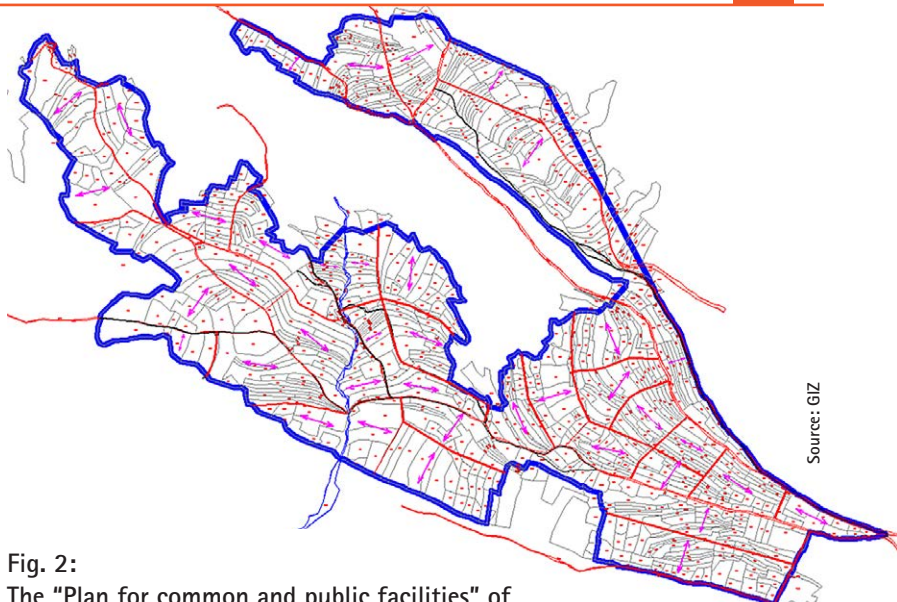 Source: GIZ
Fig. 2:
The "Plan for common and public facilities" of